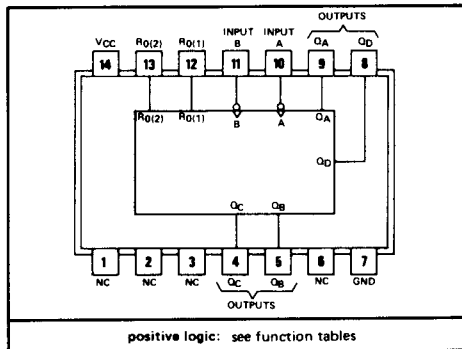 OUTPUTS
VCC R0(2) R0(1) INPUT B INPUT A QA QD
14 13 12 11 10 9 8
R0(2) R0(1) B A QA
QD
QC QB
1 2 3 4 5 6 7
NC NC NC QC QB NC GND
OUTPUTS
positive logic: see function tables